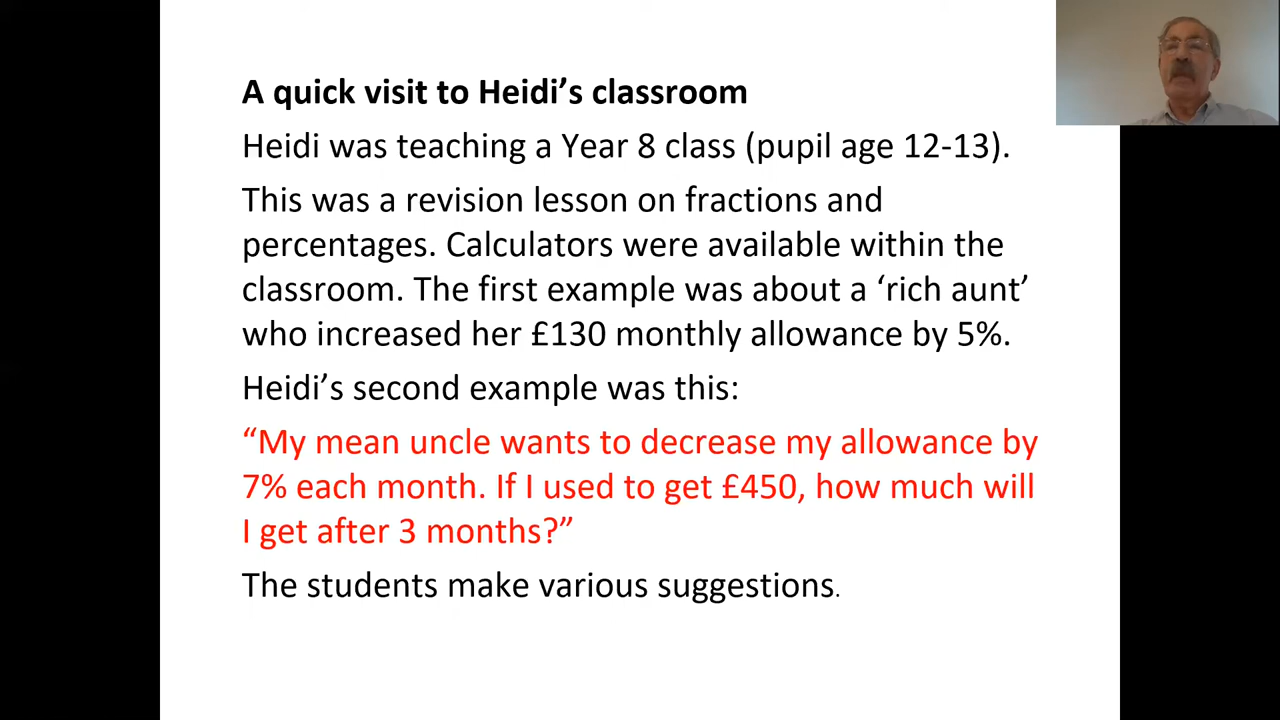 A quick visit to Heidi’s classroom
Heidi was teaching a Year 8 class (pupil age 12-13).
This was a revision lesson on fractions and
percentages. Calculators were available within the
classroom. The first example was about a ‘rich aunt’
who increased her £130 monthly allowance by 5%.
Heidi’s second example was this:
“My mean uncle wants to decrease my allowance by
7% each month. If I used to get £450, how much will
I get after 3 months?”
The students make various suggestions.